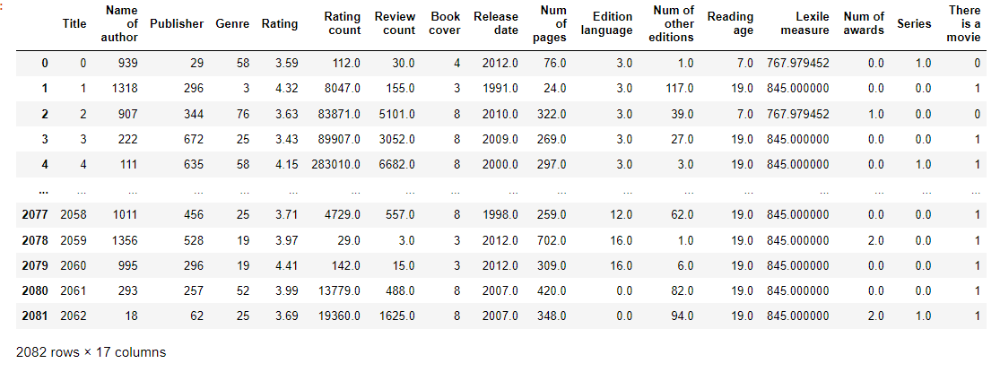 :
Title Name of author Publisher Genre Rating Rating count Review count Book cover Release date Num of pages Edition language Num of other editions Reading age Lexile measure Num of awards Series There is a movie
0 0 939 29 58 3.59 112.0 30.0 4 2012.0 76.0 3.0 1.0 7.0 767.979452 0.0 1.0 0
1 1 1318 296 3 4.32 8047.0 155.0 3 1991.0 24.0 3.0 117.0 19.0 845.000000 0.0 0.0 1
2 2 907 344 76 3.63 83871.0 5101.0 8 2010.0 322.0 3.0 39.0 7.0 767.979452 1.0 0.0 0
3 3 222 672 25 3.43 89907.0 3052.0 8 2009.0 269.0 3.0 27.0 19.0 845.000000 0.0 0.0 1
4 4 111 635 58 4.15 283010.0 6682.0 8 2000.0 297.0 3.0 3.0 19.0 845.000000 0.0 1.0 1
... ... ... ... ... ... ... ... ... ... ... ... ... ... ... ... ... ...
2077 2058 1011 456 25 3.71 4729.0 557.0 8 1998.0 259.0 12.0 62.0 19.0 845.000000 0.0 0.0 1
2078 2059 1356 528 19 3.97 29.0 3.0 3 2012.0 702.0 16.0 1.0 19.0 845.000000 2.0 0.0 1
2079 2060 995 296 19 4.41 142.0 15.0 3 2012.0 309.0 16.0 6.0 19.0 845.000000 0.0 0.0 1
2080 2061 293 257 52 3.99 13779.0 488.0 8 2007.0 420.0 0.0 82.0 19.0 845.000000 0.0 0.0 1
2081 2062 18 62 25 3.69 19360.0 1625.0 8 2007.0 348.0 0.0 94.0 19.0 845.000000 2.0 1.0 1
2082 rows × 17 columns